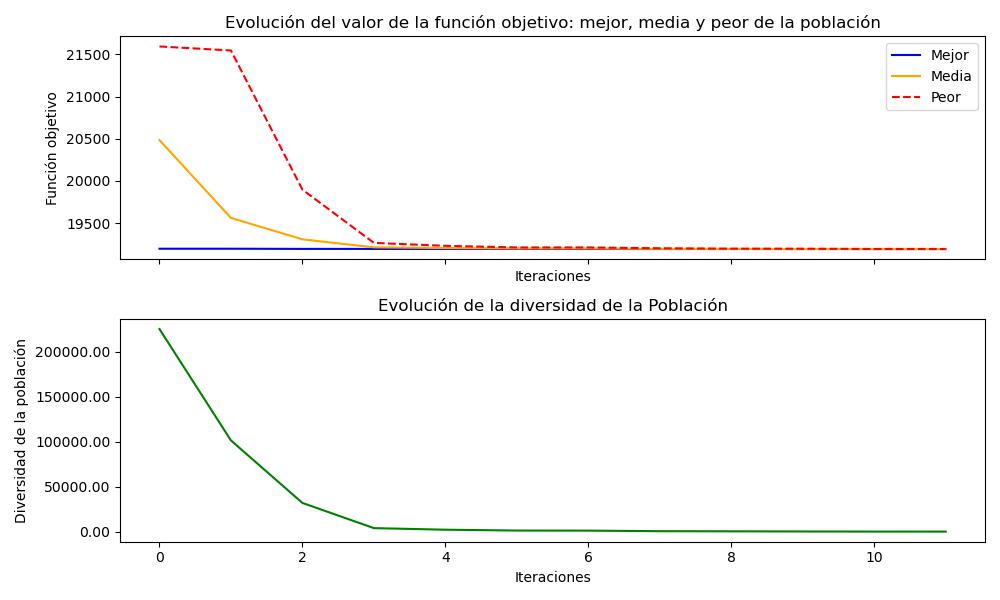 Evolución del valor de la función objetivo: mejor, media y peor de la población
Función objetivo
21500
21000
20500
20000
19500
Mejor
Media
Peor
Iteraciones
Evolución de la diversidad de la Población
Diversidad de la población
200000.00
150000.00
100000.00
50000.00
0.00
0 2 4 6 8 10
Iteraciones